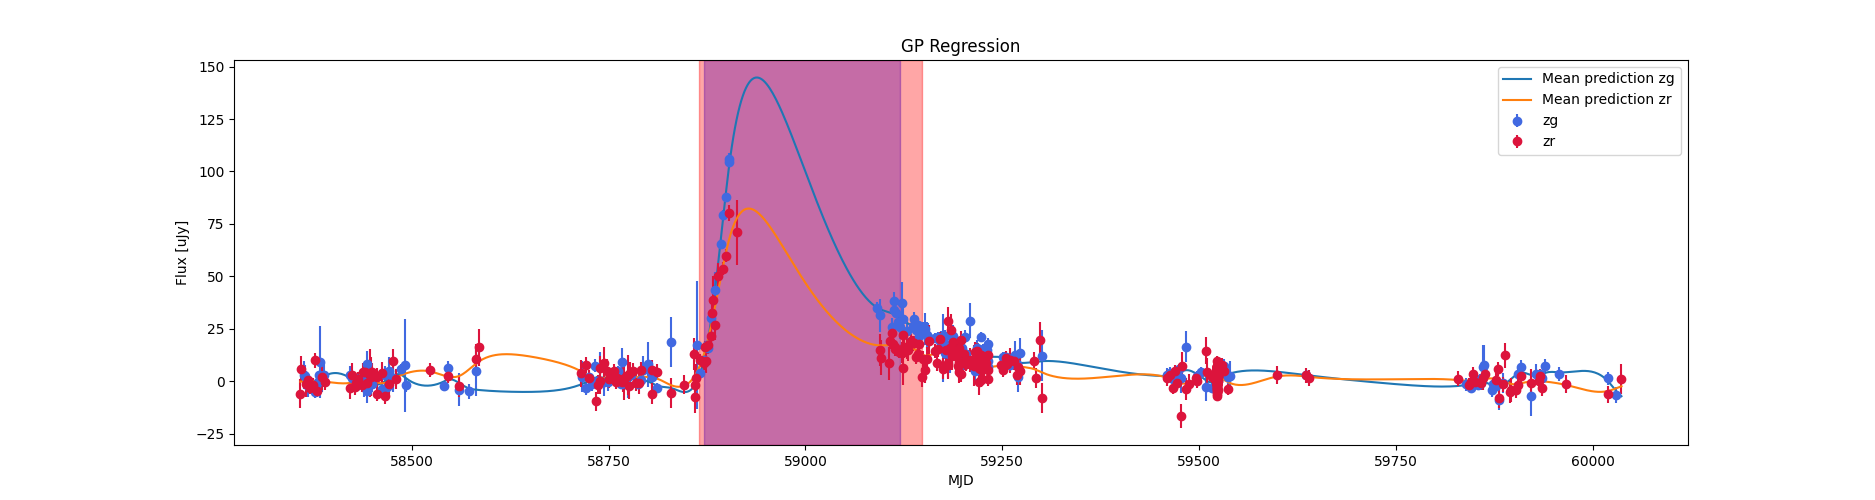 GP Regression
150
125
100
75
50
25
0
−25
Flux [uJy]
58500 58750 59000 59250 59500 59750 60000
MJD
Mean prediction zg
Mean prediction zr
zg
zr